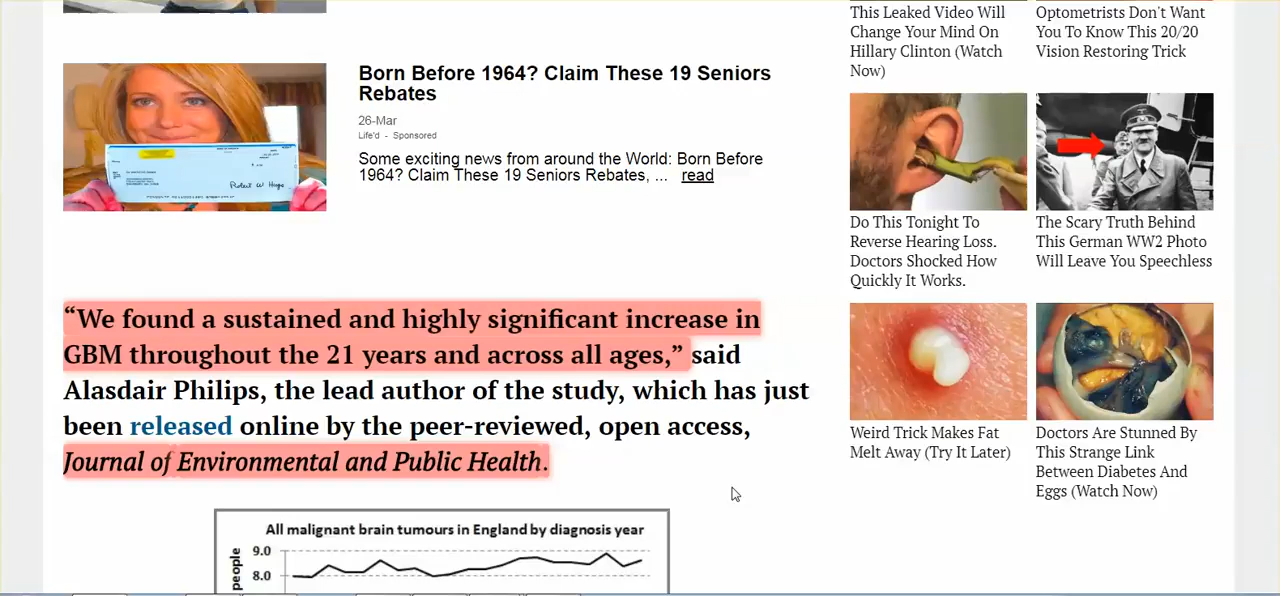 Born Before 1964? Claim These 19 Seniors
Rebates
26-Mar
Life'd - Sponsored
Some exciting news from around the World: Born Before
1964? Claim These 19 Seniors Rebates, ... read
“We found a sustained and highly significant increase in
GBM throughout the 21 years and across all ages,” said
Alasdair Philips, the lead author of the study, which has just
been released online by the peer-reviewed, open access,
Journal of Environmental and Public Health.
All malignant brain tumours in England by diagnosis year
people
9.0
8.0
This Leaked Video Will
Change Your Mind On
Hillary Clinton (Watch
Now)
Optometrists Don't Want
You To Know This 20/20
Vision Restoring Trick
Do This Tonight To
Reverse Hearing Loss.
Doctors Shocked How
Quickly It Works.
The Scary Truth Behind
This German WW2 Photo
Will Leave You Speechless
Weird Trick Makes Fat
Melt Away (Try It Later)
Doctors Are Stunned By
This Strange Link
Between Diabetes And
Eggs (Watch Now)